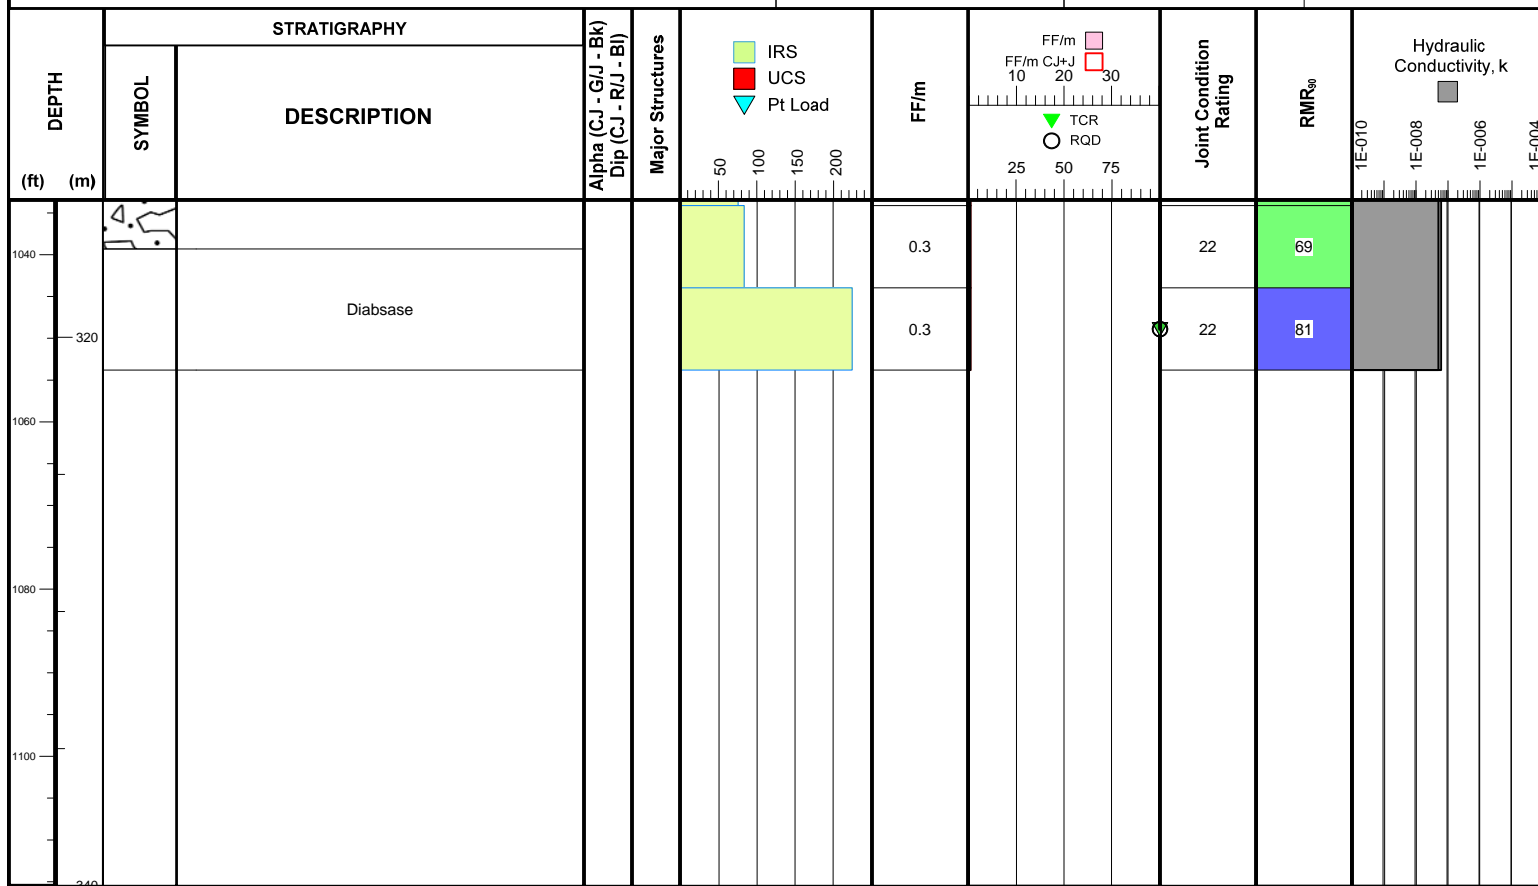 STRATIGRAPHY
DEPTH
(ft) (m)
SYMBOL
DESCRIPTION
Alpha (CJ - G/J - Bk)
Dip (CJ - R/J - Bl)
Major Structures
IRS
UCS
Pt Load
50 100 150 200
FF/m
FF/m
FF/m CJ+J
10 20 30
TCR
RQD
25 50 75
Joint Condition
Rating
RMR90
Hydraulic
Conductivity, k
1E-010 1E-008 1E-006 1E-004
1040
0.3 22 69
Diabsase
320
0.3 22 81
1060
1080
1100
340